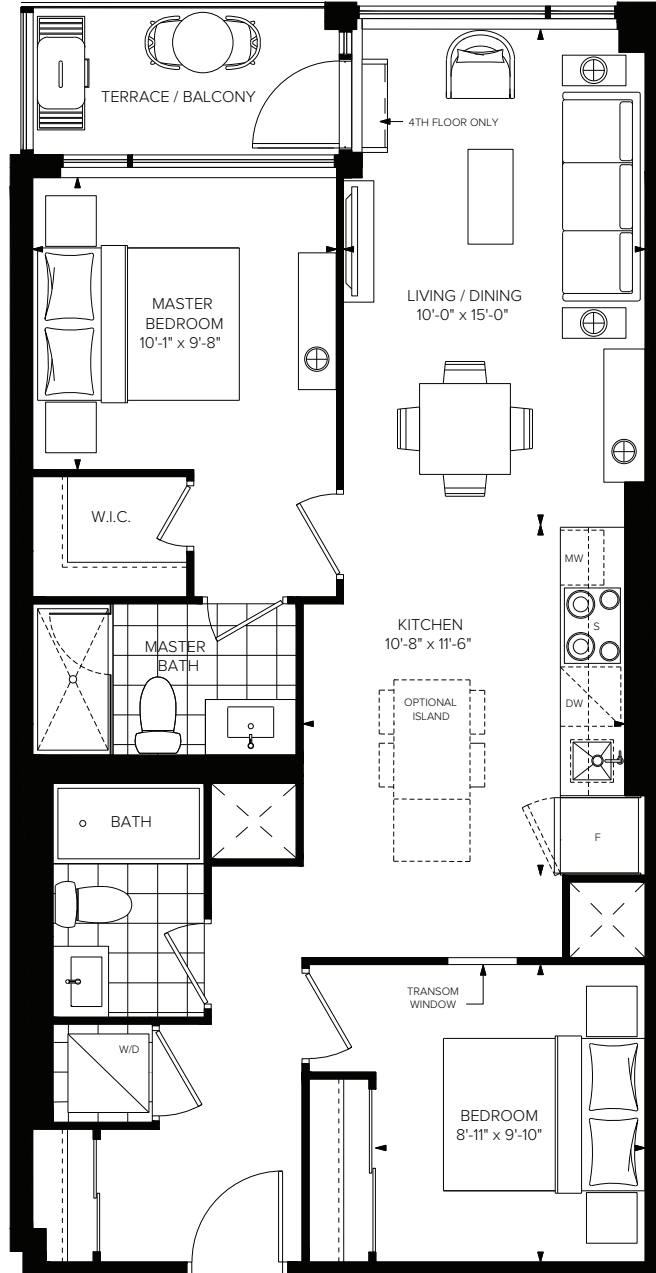 TERRACE / BALCONY
4TH FLOOR ONLY
MASTER
BEDROOM
10'-1" x 9'-8"
LIVING / DINING
10'-0" x 15'-0"
W.I.C.
MW
S
KITCHEN
10'-8" x 11'-6"
MASTER
BATH
OPTIONAL
ISLAND
DW
BATH
F
TRANSOM
WINDOW
W/D
BEDROOM
8'-11" x 9'-10"